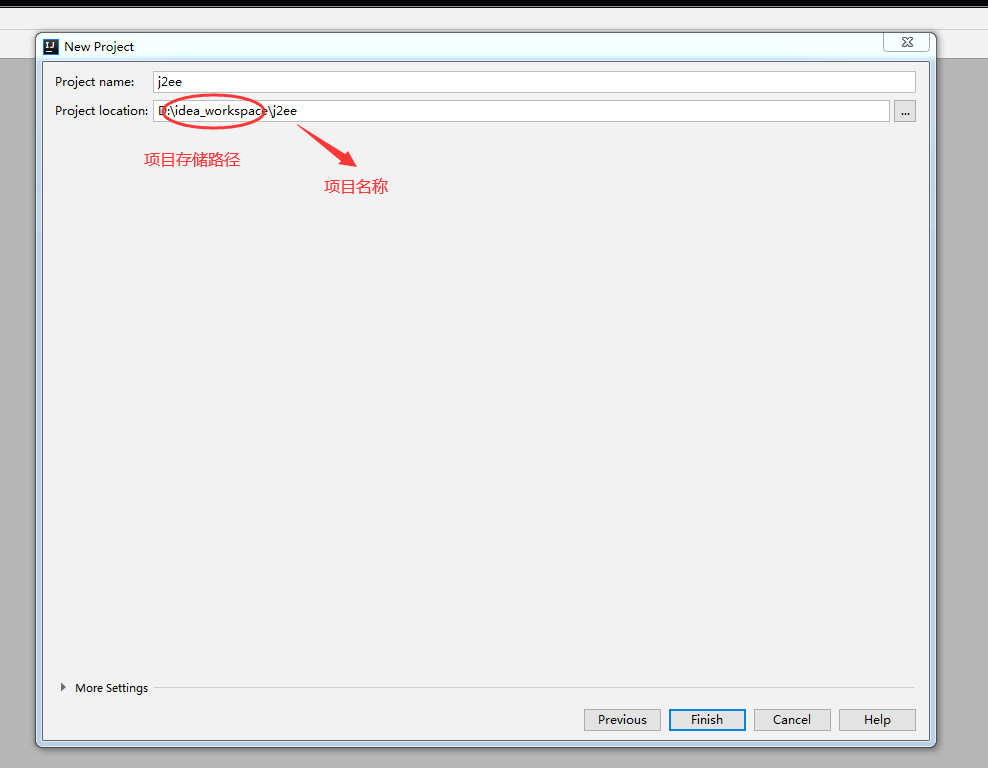 IJ New Project
Project name: j2ee
Project location: D:\idea_workspace\j2ee ...
项目存储路径
项目名称
More Settings
Previous Finish Cancel Help